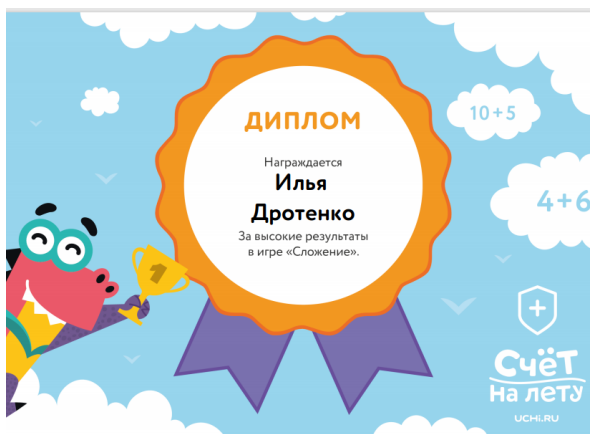 ДИПЛОМ
Награждается
Илья
Дротенко
За высокие результаты
в игре «Сложение».
10+5
4+6
1
Счёт
на лету
UCHi.RU